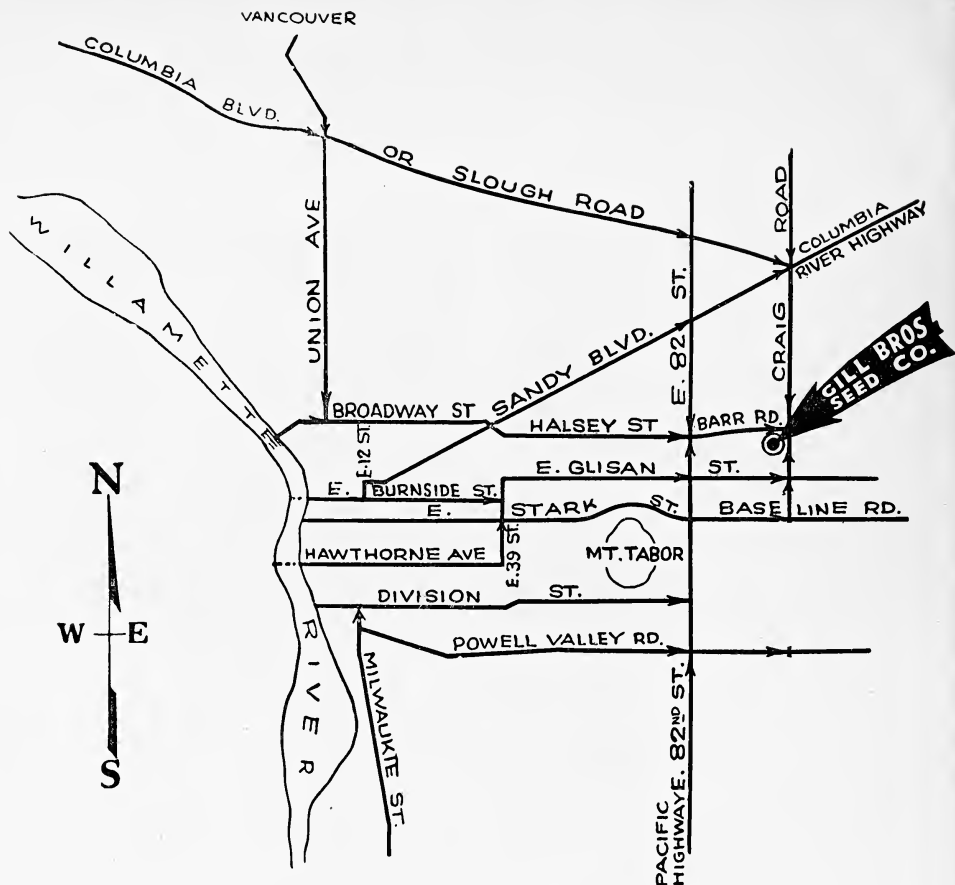 VANCOUVER
COLUMBIA BLVD.
OR SLOUGH ROAD
UNION AVE
WILLAMETTE
RIVER
E. 82 ST.
CRAIG ROAD
COLUMBIA
RIVER HIGHWAY
SANDY BLVD.
GILL BROS
SEED CO.
BROADWAY ST
HALSEY ST
BARR RD.
E.12 ST.
E. GLISAN ST.
E. BURNSIDE ST.
E. STARK ST.
BASE LINE RD.
HAWTHORNE AVE
E.39 ST.
MT. TABOR
DIVISION ST.
POWELL VALLEY RD.
MILWAUKIE ST.
PACIFIC
HIGHWAY E. 82ND ST.
N
W E
S